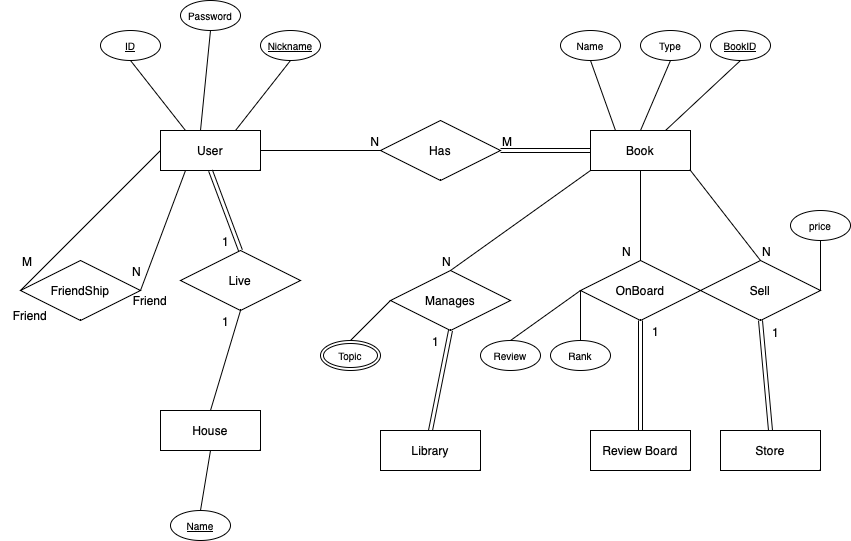 Password
ID
Nickname
Name
Type
BookID
User
N
Has
M
Book
1
M
N
FriendShip
Friend
Friend
Live
1
N
Manages
Topic
1
N
OnBoard
Review
Rank
1
N
Sell
price
1
House
Name
Library
Review Board
Store